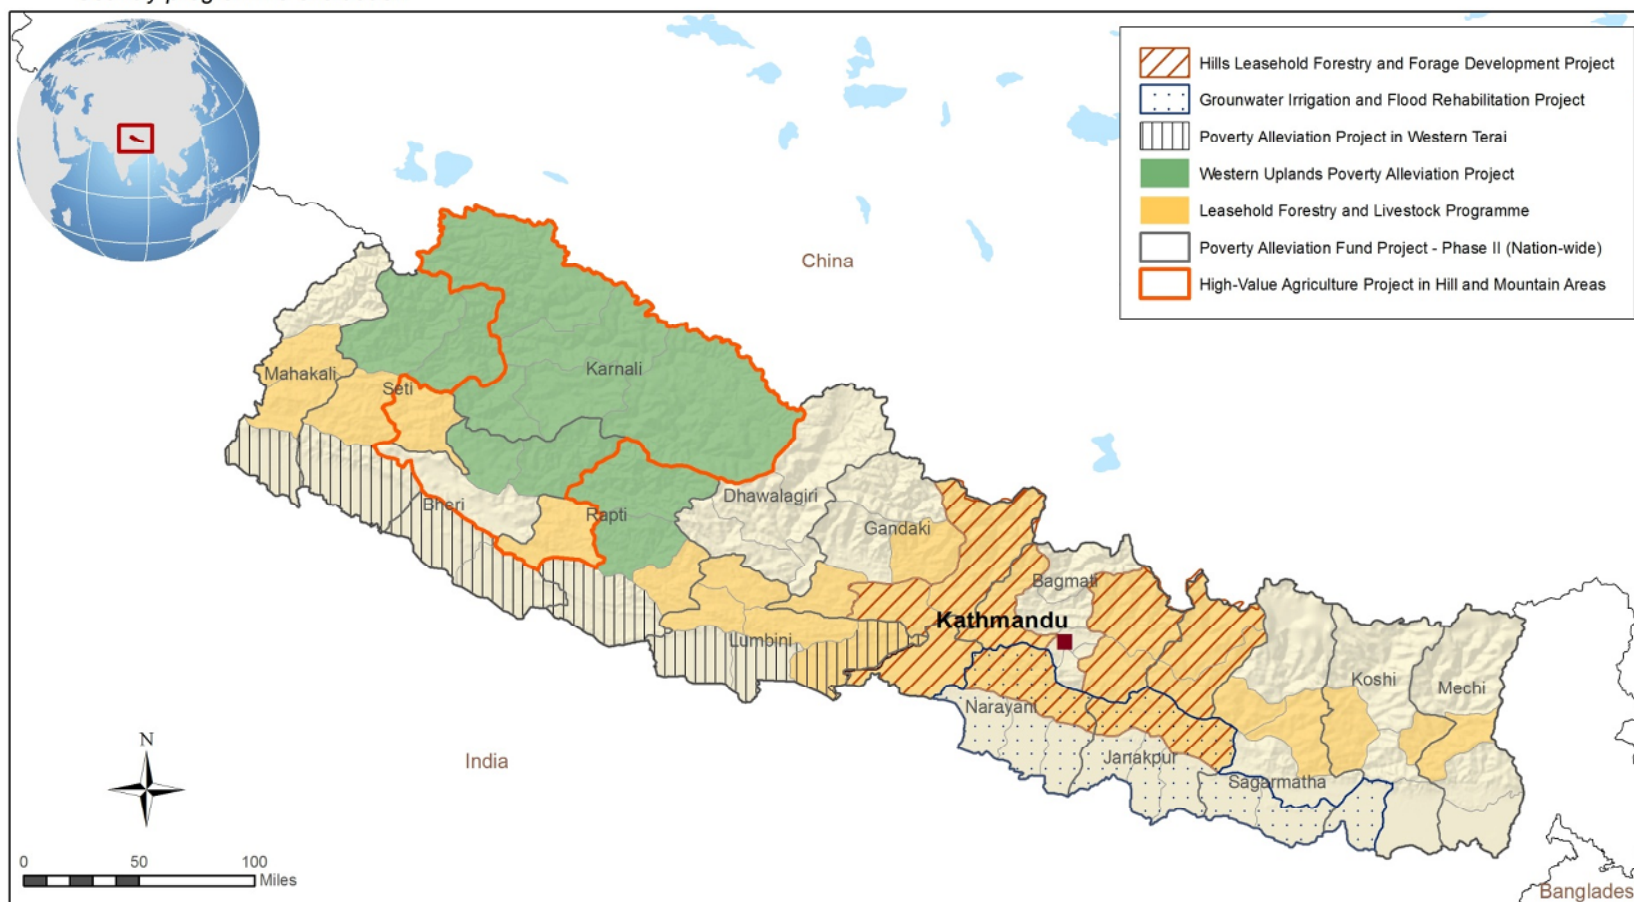 Hills Leasehold Forestry and Forage Development Project
Grounwater Irrigation and Flood Rehabilitation Project
Poverty Alleviation Project in Western Terai
Western Uplands Poverty Alleviation Project
Leasehold Forestry and Livestock Programme
Poverty Alleviation Fund Project - Phase II (Nation-wide)
High-Value Agriculture Project in Hill and Mountain Areas
China
Karnali
Mahakali
Seti
Dhawalagiri
Bheri
Rapti
Gandaki
Bagmati
Kathmandu
Lumbini
Koshi
Mechi
Narayani
Janakpur
Sagarmatha
India
N
0 50 100
Miles
Bangladesh